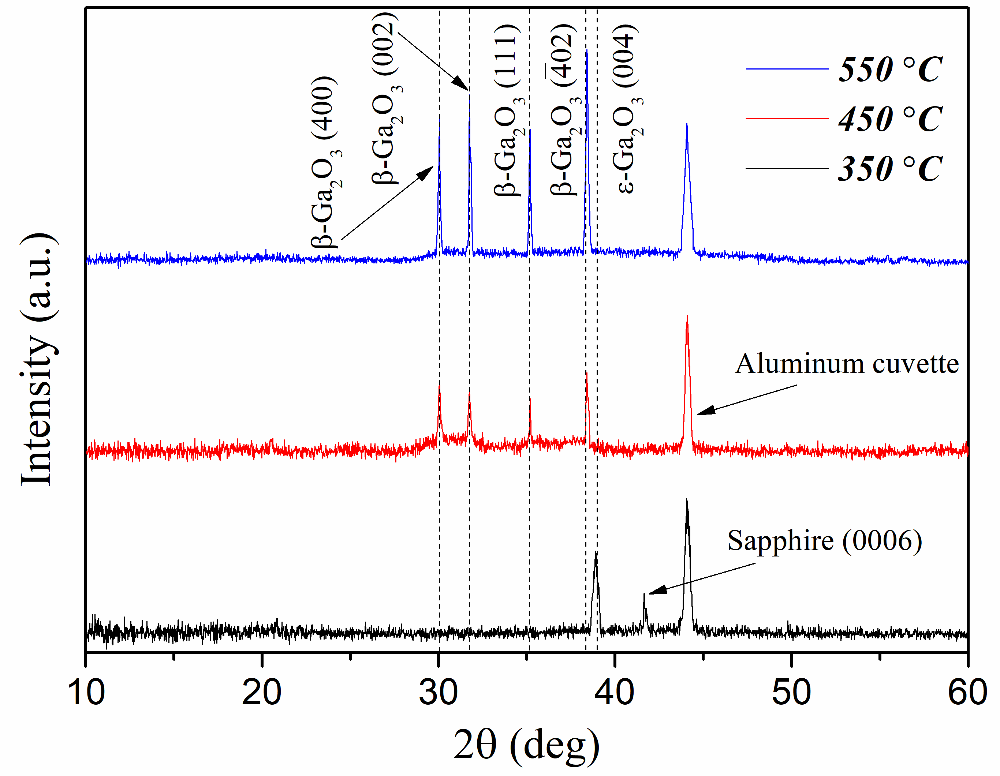 β-Ga2O3 (400)
β-Ga2O3 (002)
β-Ga2O3 (111)
β-Ga2O3 (4̅02)
ε-Ga2O3 (004)
550 °C
450 °C
350 °C
Aluminum cuvette
Sapphire (0006)
Intensity (a.u.)
10 20 30 40 50 60
2θ (deg)